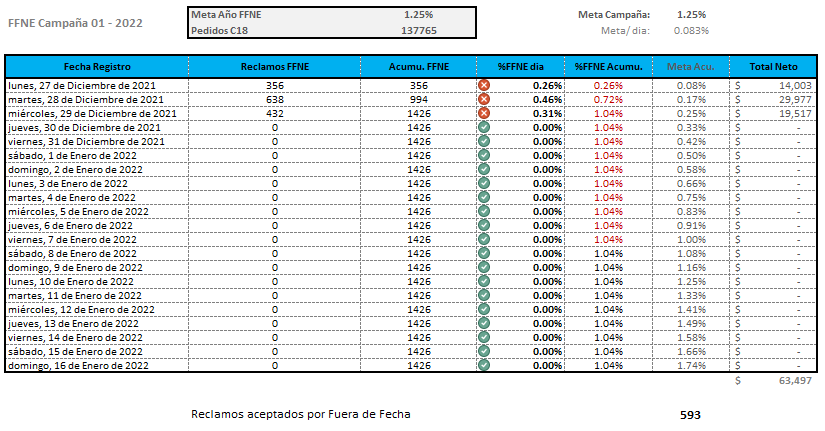 FFNE Campaña 01 - 2022
Meta Año FFNE 1.25%
Pedidos C18 137765
Meta Campaña: 1.25%
Meta/dia: 0.083%
Fecha Registro Reclamos FFNE Acumu. FFNE %FFNE dia %FFNE Acumu. Meta Acu. Total Neto
lunes, 27 de Diciembre de 2021 356 356 0.26% 0.26% 0.08% $ 14,003
martes, 28 de Diciembre de 2021 638 994 0.46% 0.72% 0.17% $ 29,977
miércoles, 29 de Diciembre de 2021 432 1426 0.31% 1.04% 0.25% $ 19,517
jueves, 30 de Diciembre de 2021 0 1426 0.00% 1.04% 0.33% $ -
viernes, 31 de Diciembre de 2021 0 1426 0.00% 1.04% 0.42% $ -
sábado, 1 de Enero de 2022 0 1426 0.00% 1.04% 0.50% $ -
domingo, 2 de Enero de 2022 0 1426 0.00% 1.04% 0.58% $ -
lunes, 3 de Enero de 2022 0 1426 0.00% 1.04% 0.66% $ -
martes, 4 de Enero de 2022 0 1426 0.00% 1.04% 0.75% $ -
miércoles, 5 de Enero de 2022 0 1426 0.00% 1.04% 0.83% $ -
jueves, 6 de Enero de 2022 0 1426 0.00% 1.04% 0.91% $ -
viernes, 7 de Enero de 2022 0 1426 0.00% 1.04% 1.00% $ -
sábado, 8 de Enero de 2022 0 1426 0.00% 1.04% 1.08% $ -
domingo, 9 de Enero de 2022 0 1426 0.00% 1.04% 1.16% $ -
lunes, 10 de Enero de 2022 0 1426 0.00% 1.04% 1.25% $ -
martes, 11 de Enero de 2022 0 1426 0.00% 1.04% 1.33% $ -
miércoles, 12 de Enero de 2022 0 1426 0.00% 1.04% 1.41% $ -
jueves, 13 de Enero de 2022 0 1426 0.00% 1.04% 1.49% $ -
viernes, 14 de Enero de 2022 0 1426 0.00% 1.04% 1.58% $ -
sábado, 15 de Enero de 2022 0 1426 0.00% 1.04% 1.66% $ -
domingo, 16 de Enero de 2022 0 1426 0.00% 1.04% 1.74% $ -
$ 63,497
Reclamos aceptados por Fuera de Fecha 593